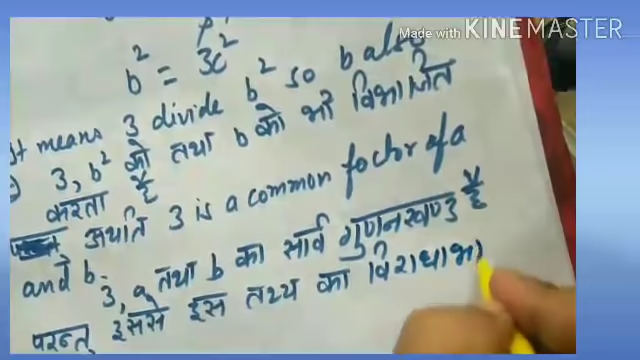 Made with KINEMASTER
b² = 3c²
It means 3 divide b² so b also
3, b² को तथा b को भी विभाजित
करता है
अर्थात 3 is a common factor of a
and b.
3, a तथा b का सार्व गुणनखण्ड है
परन्तु इससे इस तथ्य का विरोधाभा